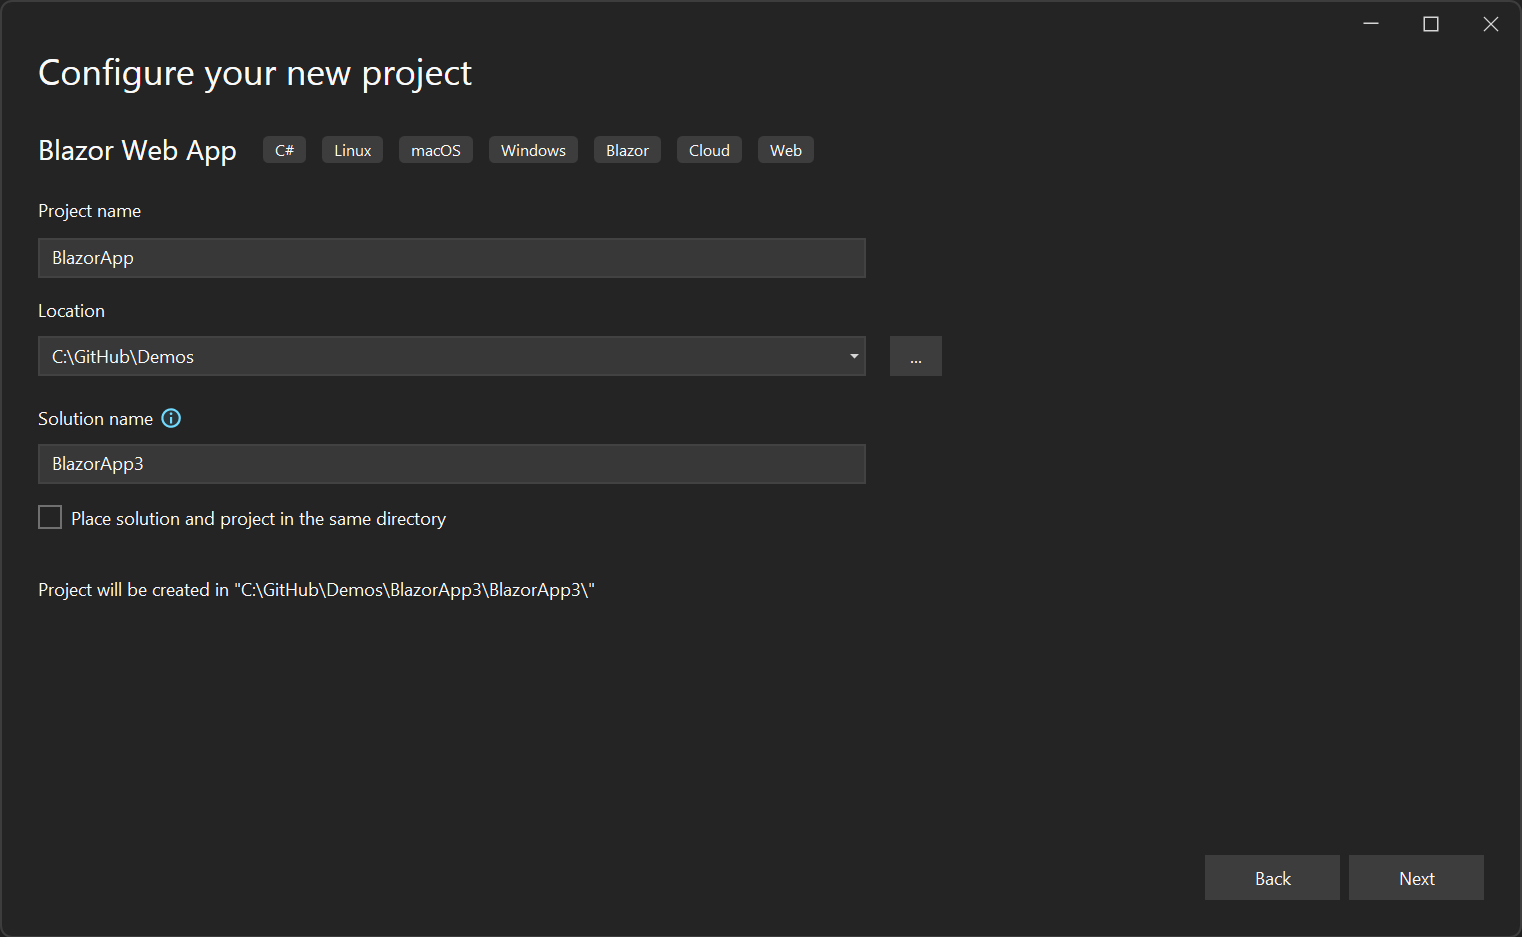 Configure your new project
Blazor Web App C# Linux macOS Windows Blazor Cloud Web
Project name
BlazorApp
Location
C:\GitHub\Demos
...
Solution name
BlazorApp3
Place solution and project in the same directory
Project will be created in "C:\GitHub\Demos\BlazorApp3\BlazorApp3\"
Back Next